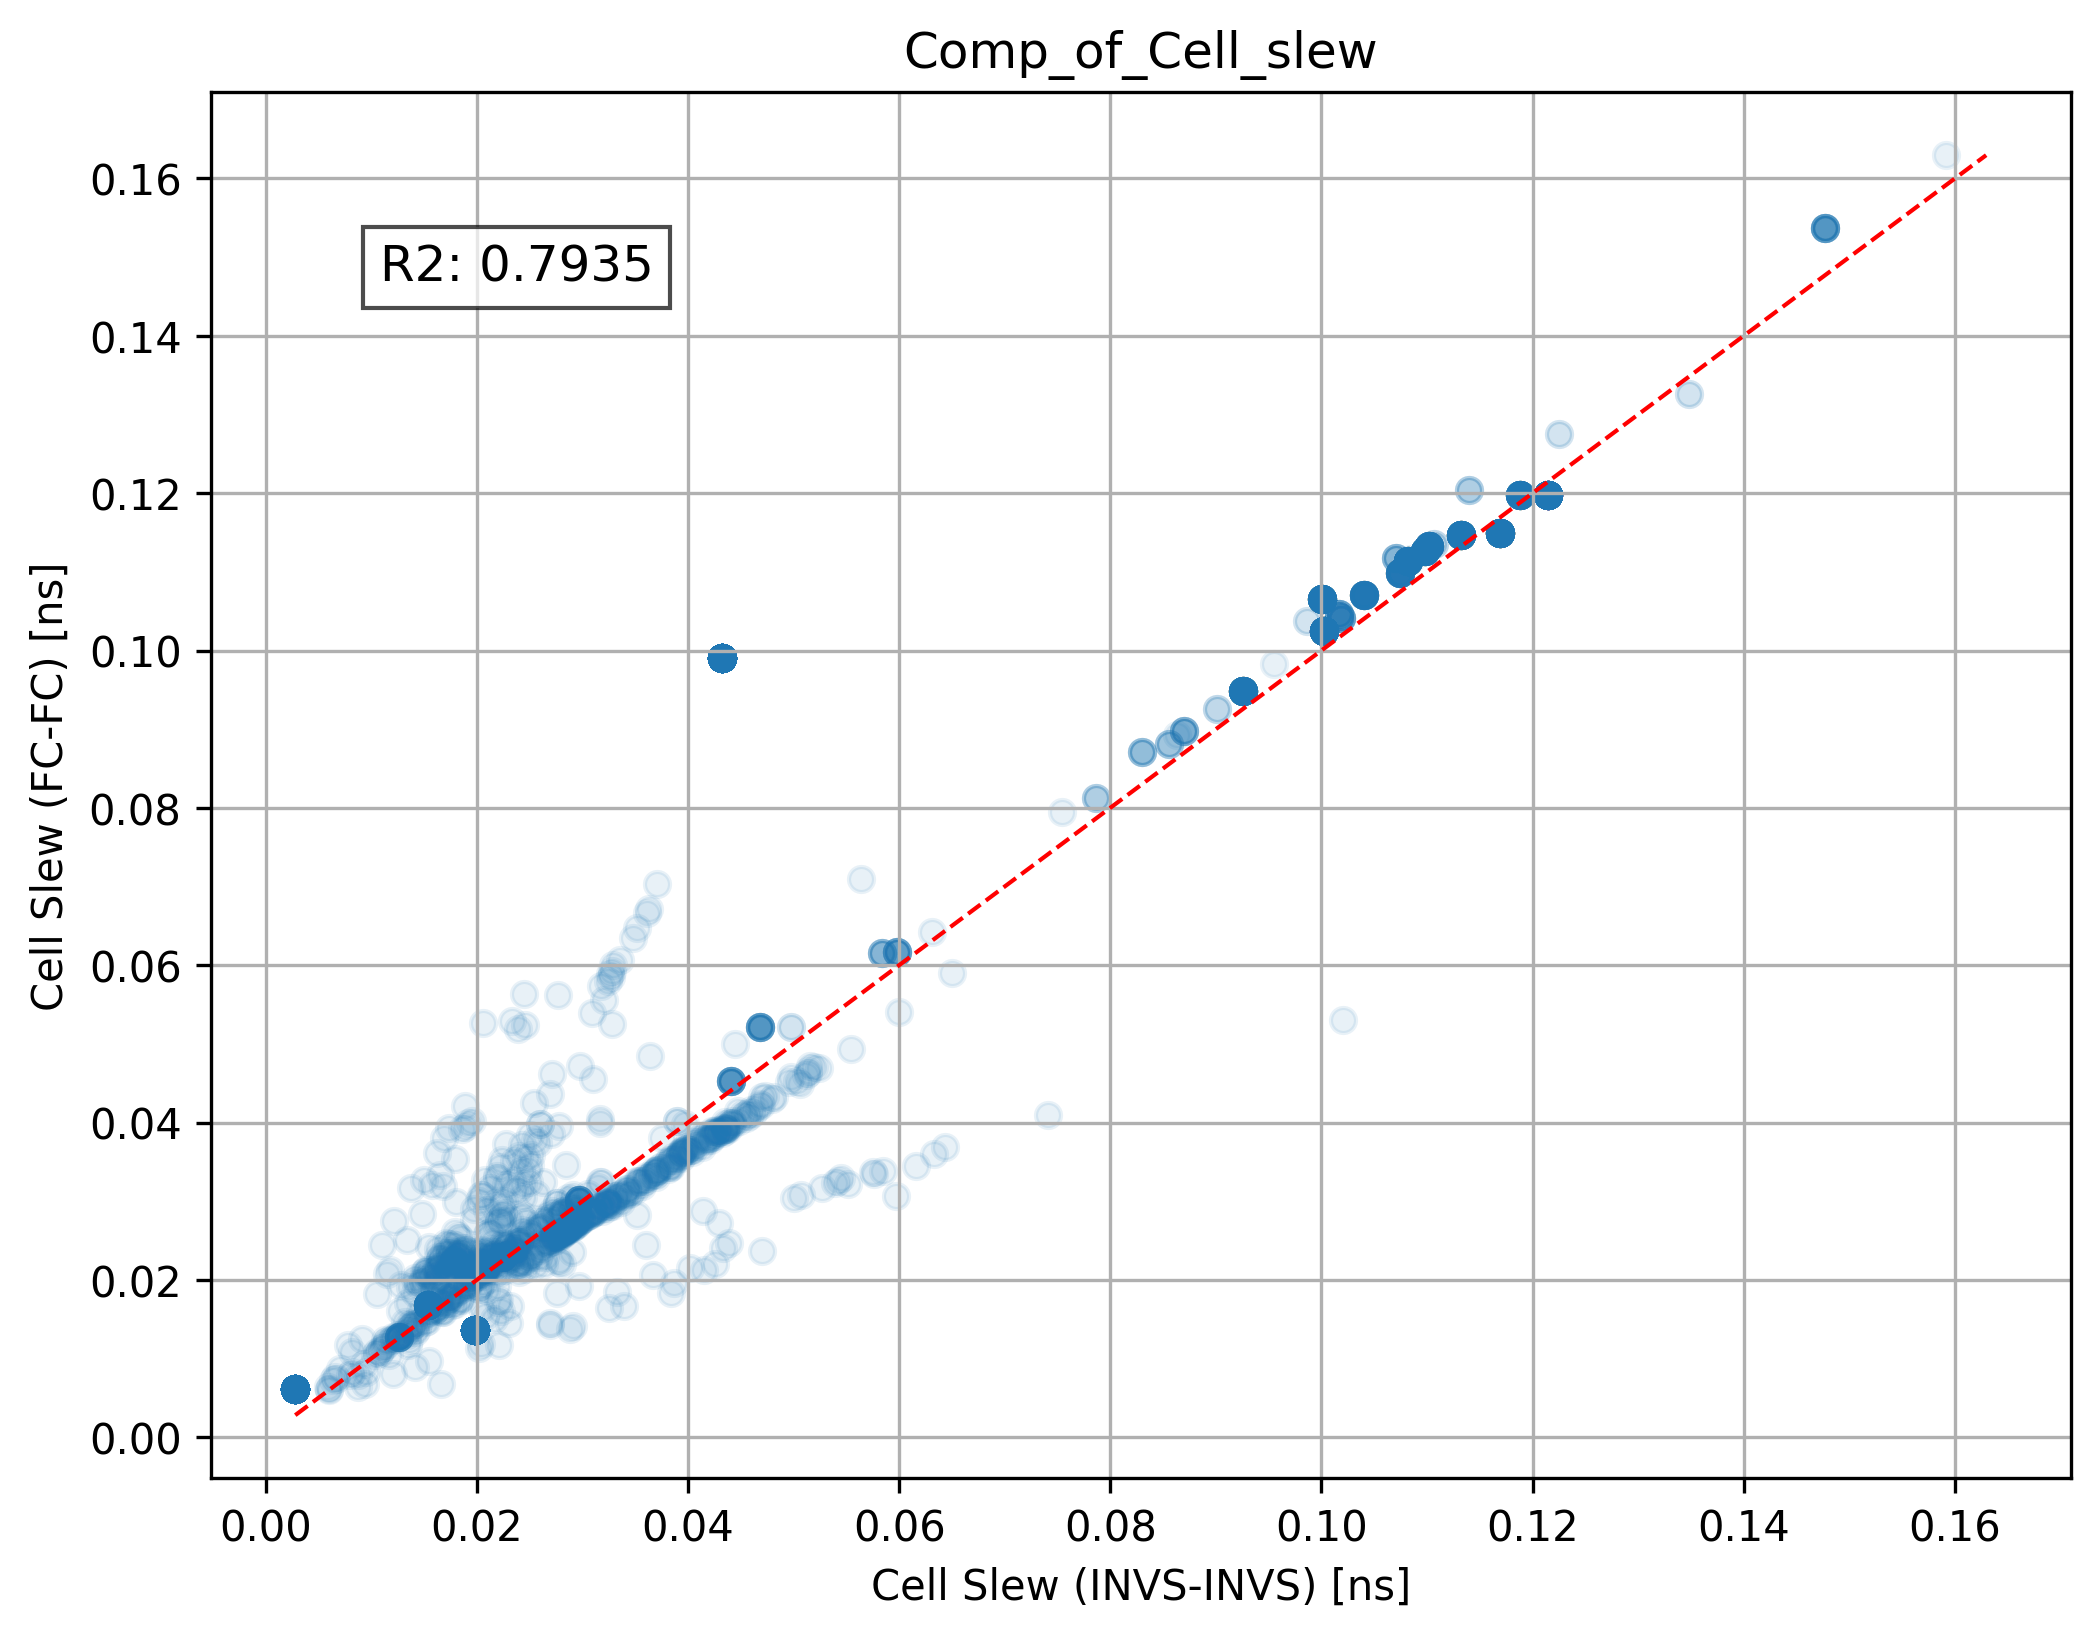 Comp_of_Cell_slew
R2: 0.7935
Cell Slew (FC-FC) [ns]
0.16
0.14
0.12
0.10
0.08
0.06
0.04
0.02
0.00
0.00 0.02 0.04 0.06 0.08 0.10 0.12 0.14 0.16
Cell Slew (INVS-INVS) [ns]